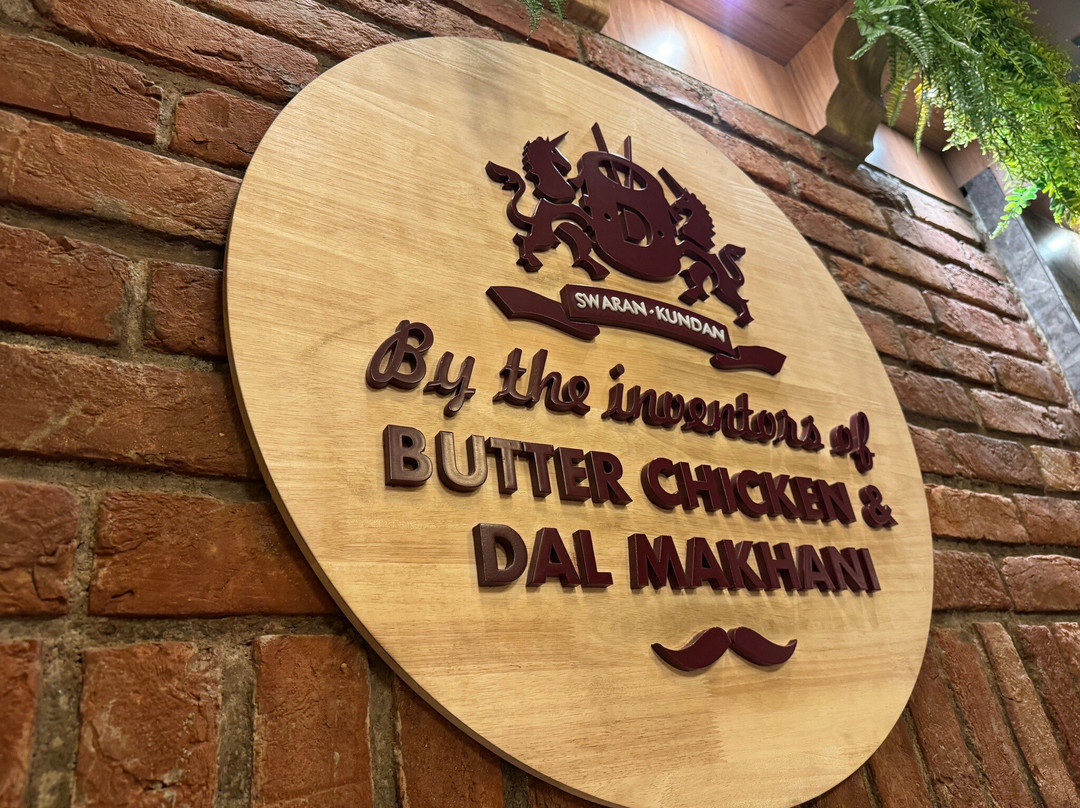 D
SWARAN·KUNDAN
By the inventors of
BUTTER CHICKEN &
DAL MAKHANI